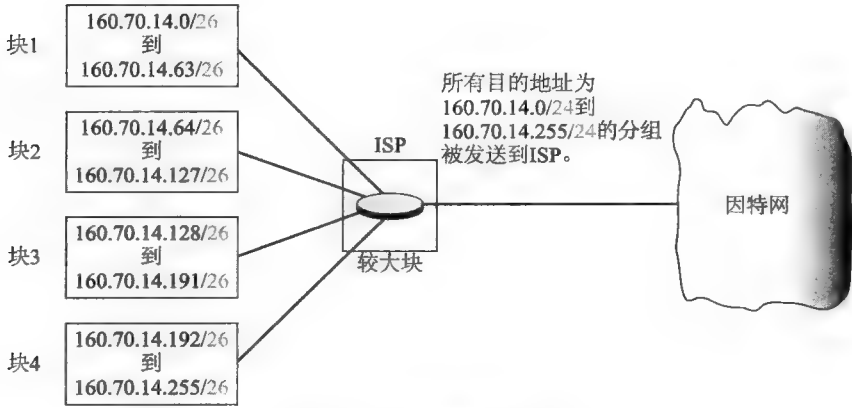 块1
160.70.14.0/26
到
160.70.14.63/26
块2
160.70.14.64/26
到
160.70.14.127/26
块3
160.70.14.128/26
到
160.70.14.191/26
块4
160.70.14.192/26
到
160.70.14.255/26
ISP
较大块
所有目的地址为
160.70.14.0/24到
160.70.14.255/24的分组
被发送到ISP。
因特网